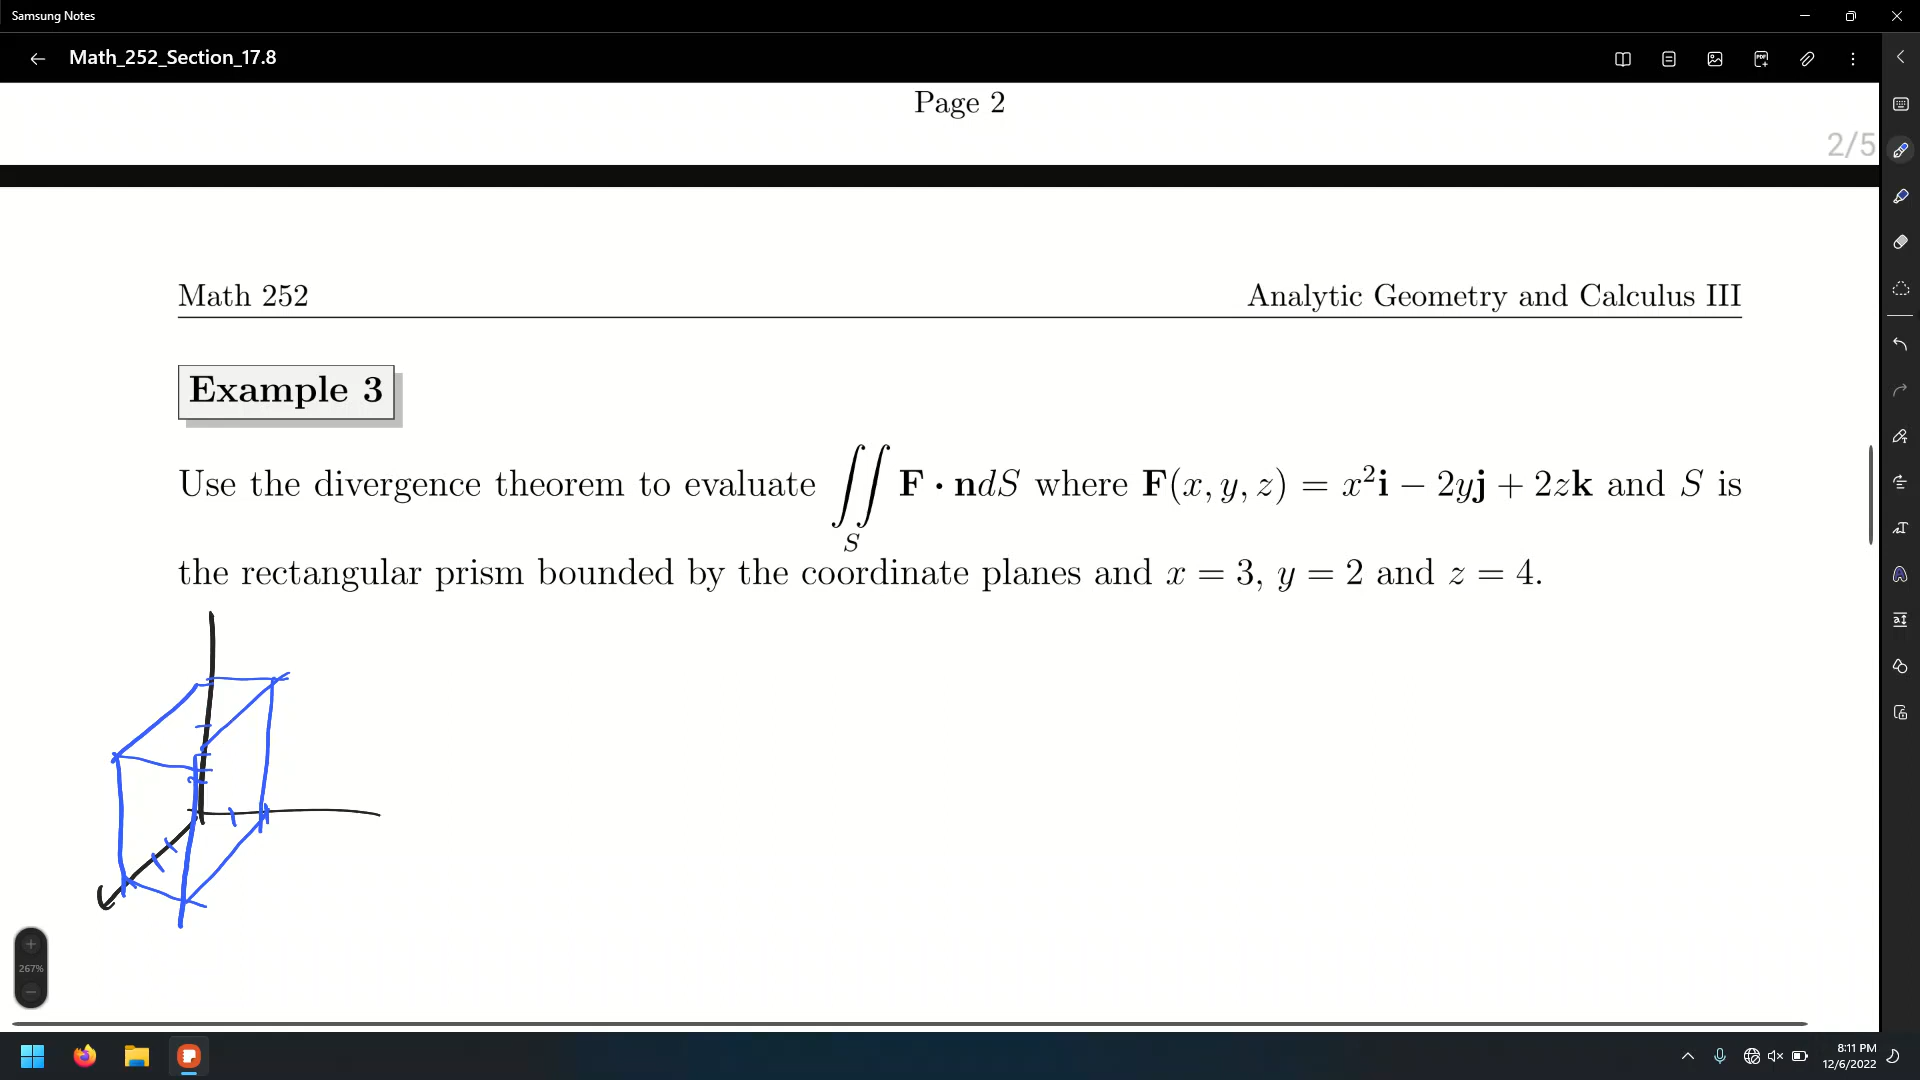 Samsung Notes
Math_252_Section_17.8
Page 2
2/5
Math 252 Analytic Geometry and Calculus III
Example 3
Use the divergence theorem to evaluate ∬_S F · n dS where F(x, y, z) = x²i − 2yj + 2zk and S is
the rectangular prism bounded by the coordinate planes and x = 3, y = 2 and z = 4.
267%
8:11 PM
12/6/2022